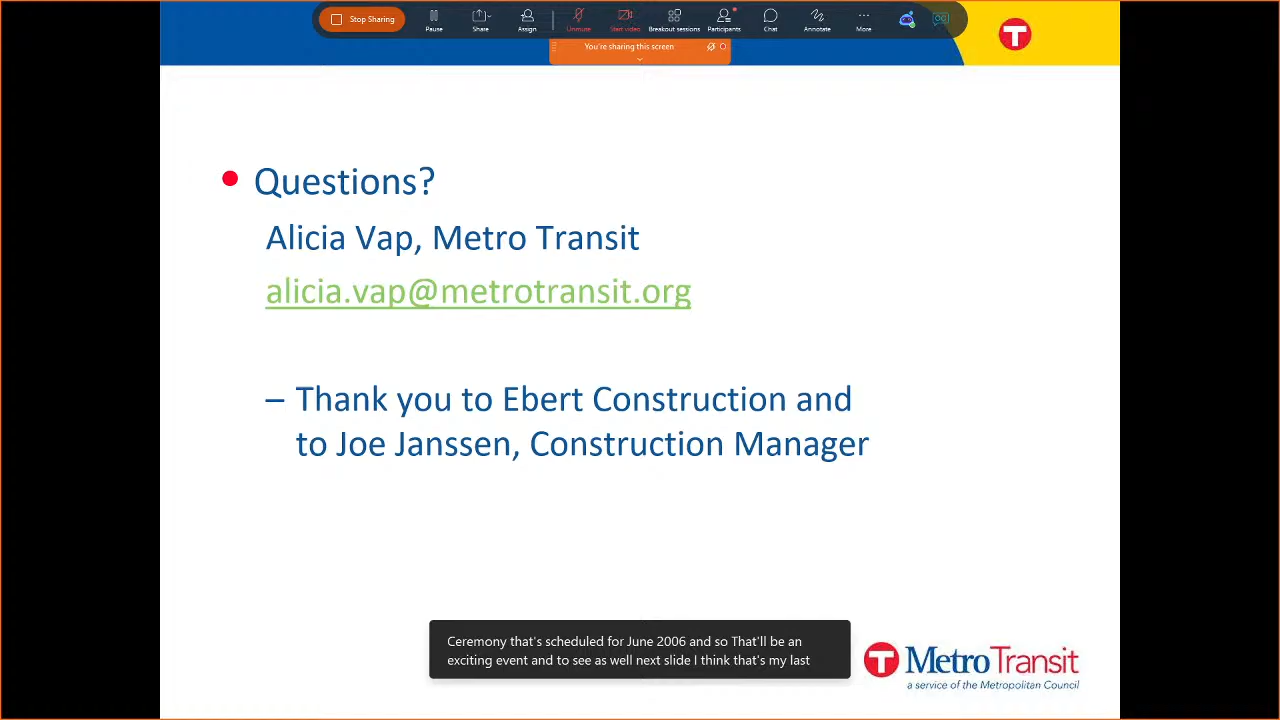 Stop Sharing
Pause
Share
Assign
Unmute
Start video
Breakout sessions
Participants
Chat
Annotate
More
You're sharing this screen
T
Questions?
Alicia Vap, Metro Transit
alicia.vap@metrotransit.org
– Thank you to Ebert Construction and
to Joe Janssen, Construction Manager
Ceremony that's scheduled for June 2006 and so That'll be an
exciting event and to see as well next slide I think that's my last
T MetroTransit
a service of the Metropolitan Council